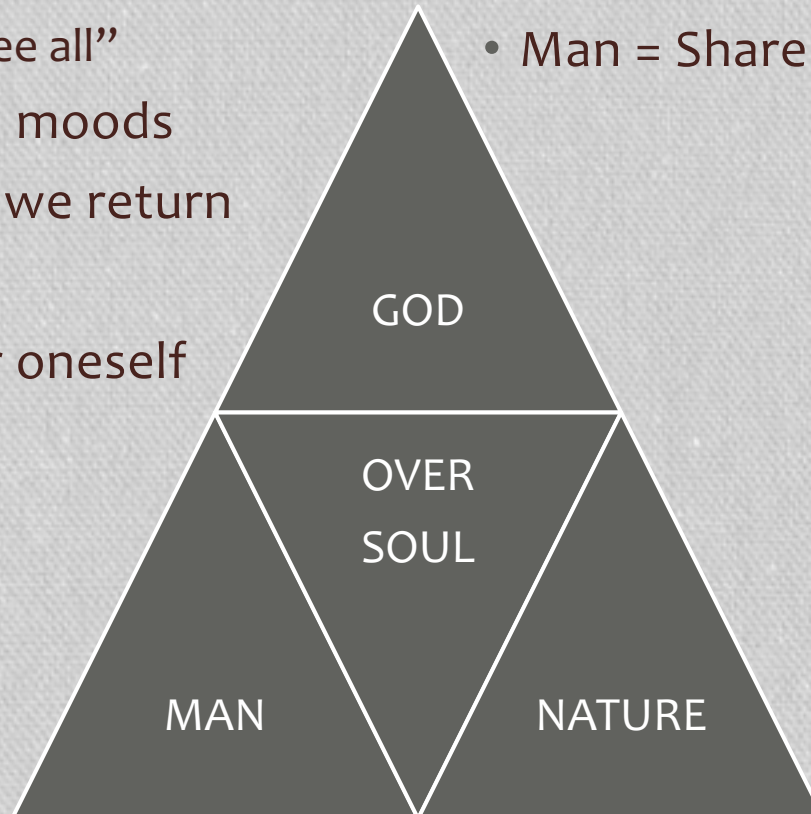 ee all”
moods
we return
oneself
• Man = Share
GOD
OVER
SOUL
MAN
NATURE